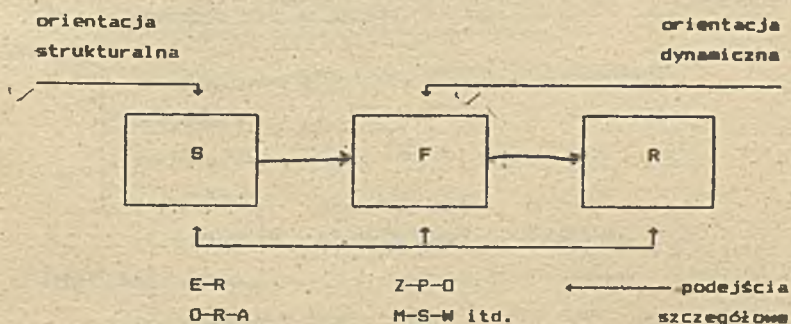 orientacja
strukturalna
orientacja
dynamiczna
S
F
R
E-R
O-R-A
Z-P-O
M-S-W itd.
podejścia
szczegółowe